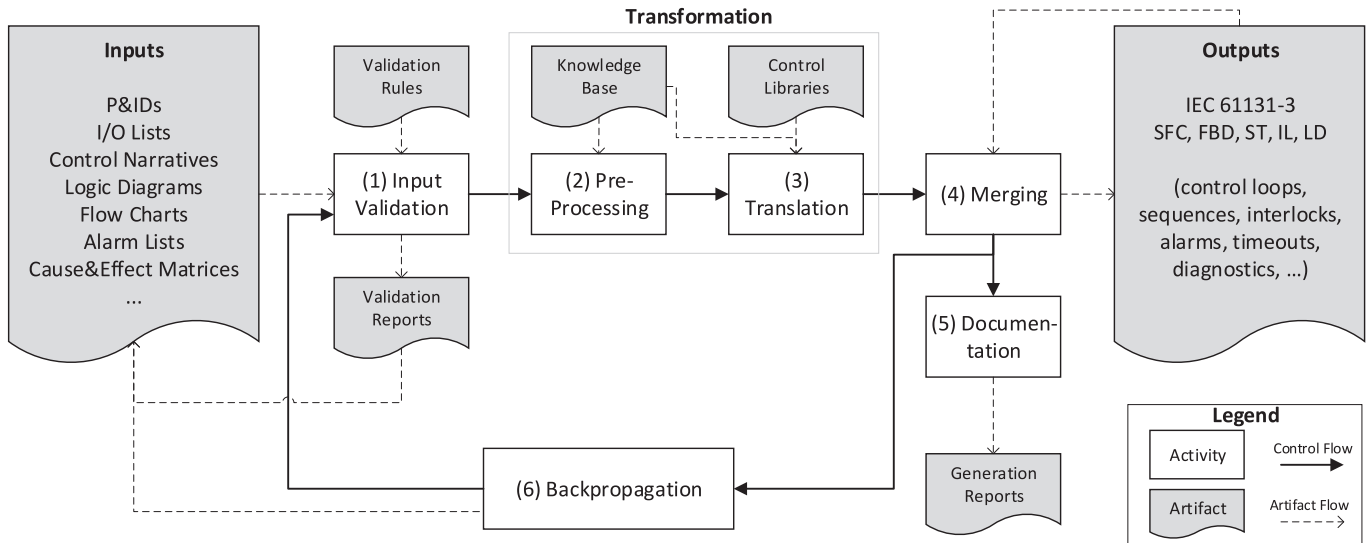 Transformation
Inputs
P&IDs
I/O Lists
Control Narratives
Logic Diagrams
Flow Charts
Alarm Lists
Cause&Effect Matrices
...
Validation
Rules
Knowledge
Base
Control
Libraries
(1) Input
Validation
(2) Pre-
Processing
(3)
Translation
(4) Merging
Outputs
IEC 61131-3
SFC, FBD, ST, IL, LD
(control loops,
sequences, interlocks,
alarms, timeouts,
diagnostics, ...)
Validation
Reports
(5) Documen-
tation
(6) Backpropagation
Generation
Reports
Legend
Activity
Control Flow
Artifact
Artifact Flow